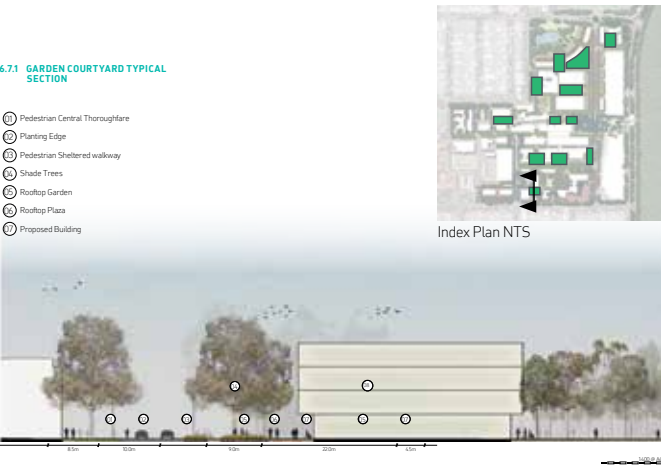 6.7.1 GARDEN COURTYARD TYPICAL
SECTION
01 Pedestrian Central Thoroughfare
02 Planting Edge
03 Pedestrian Sheltered walkway
04 Shade Trees
05 Rooftop Garden
06 Rooftop Plaza
07 Proposed Building
Index Plan NTS
8.5m 10.0m 9.0m 22.0m 4.5m